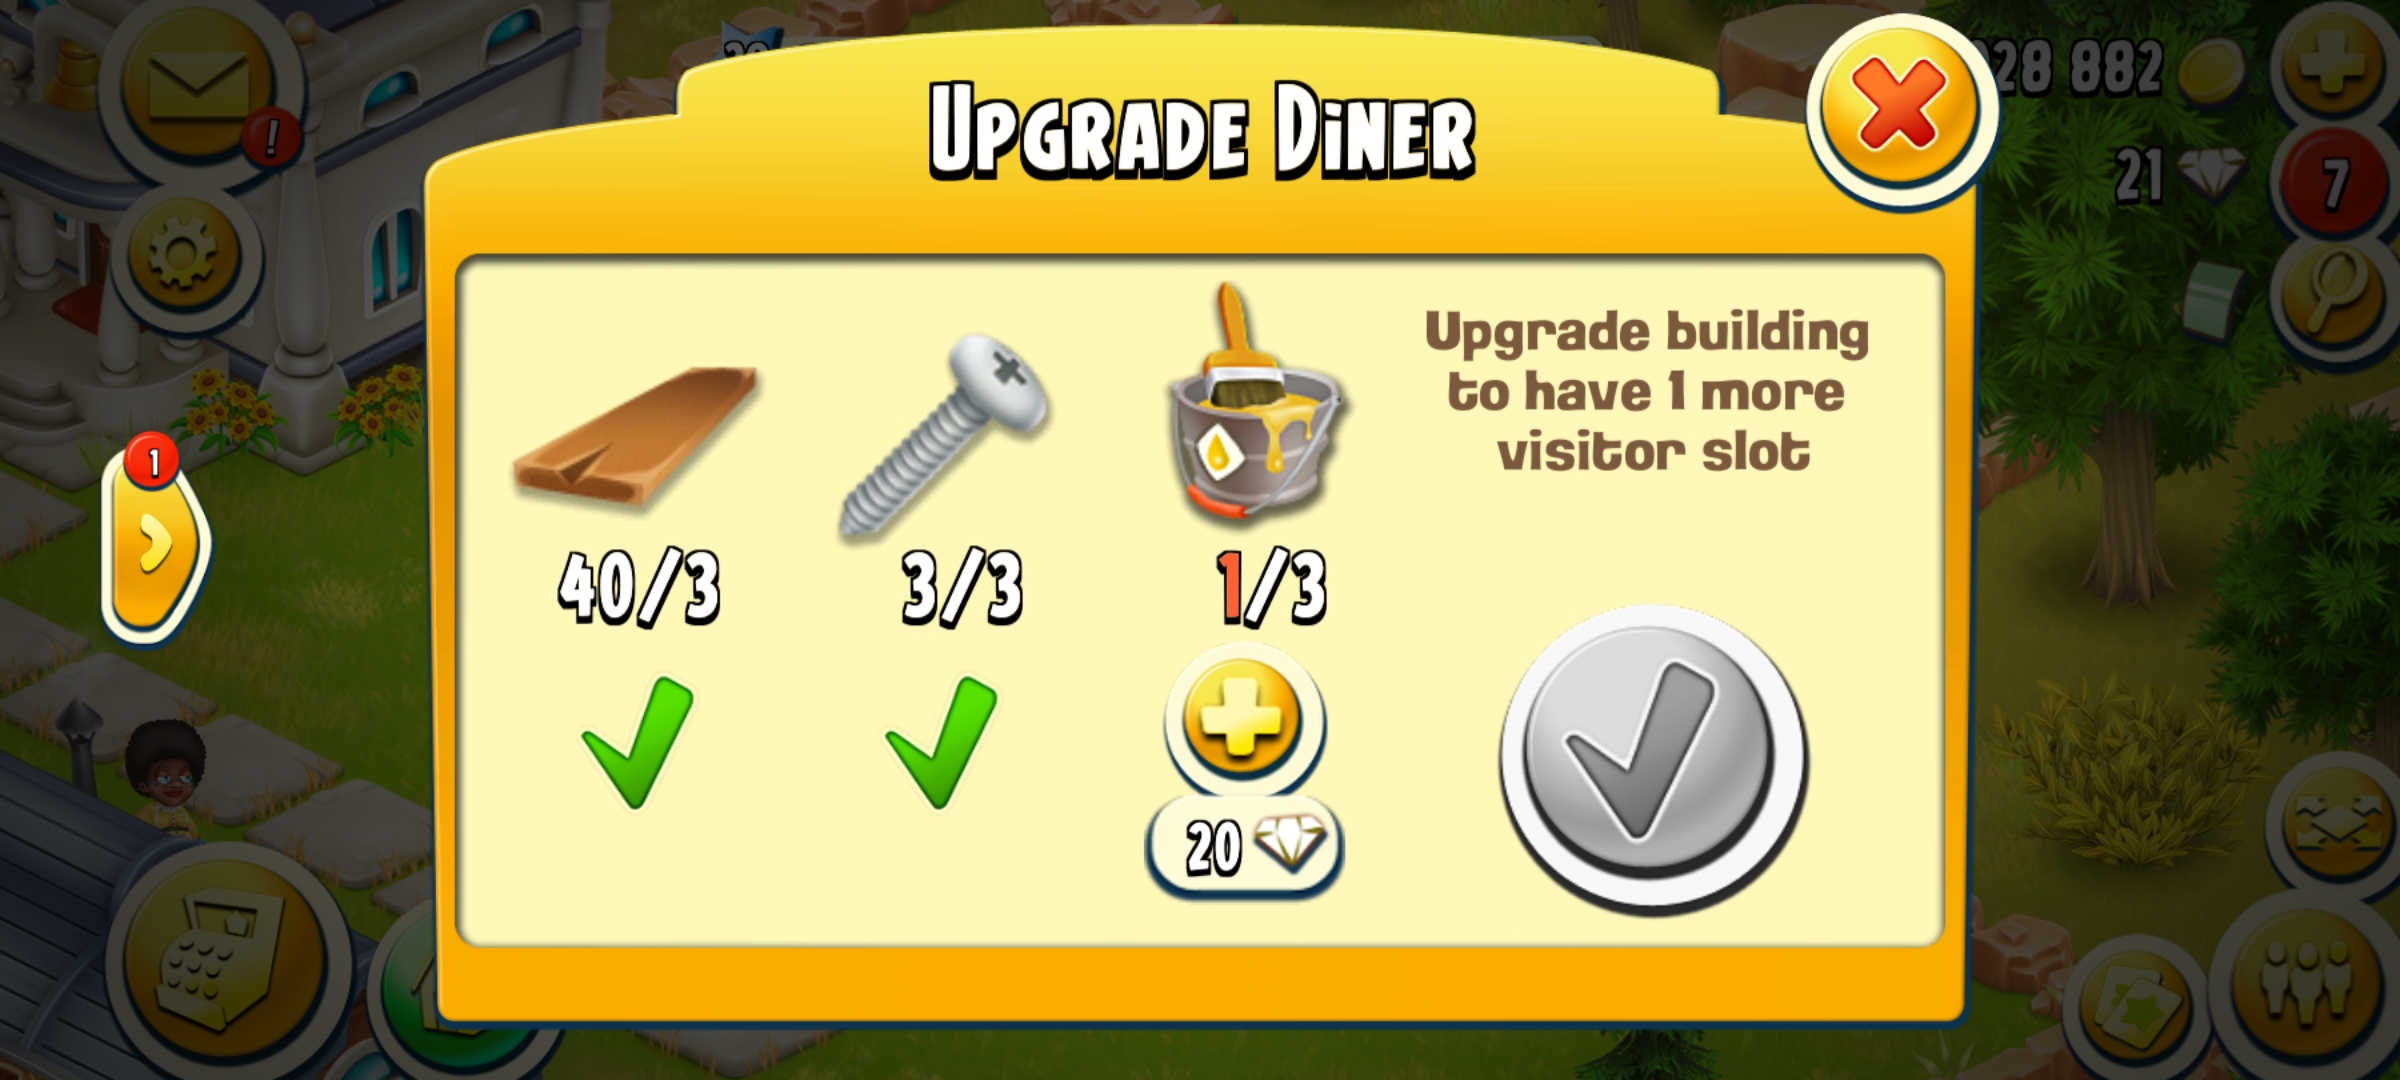 UPGRADE DINER
28 882
21
7
!
1
Upgrade building
to have 1 more
visitor slot
40/3
3/3
1/3
20